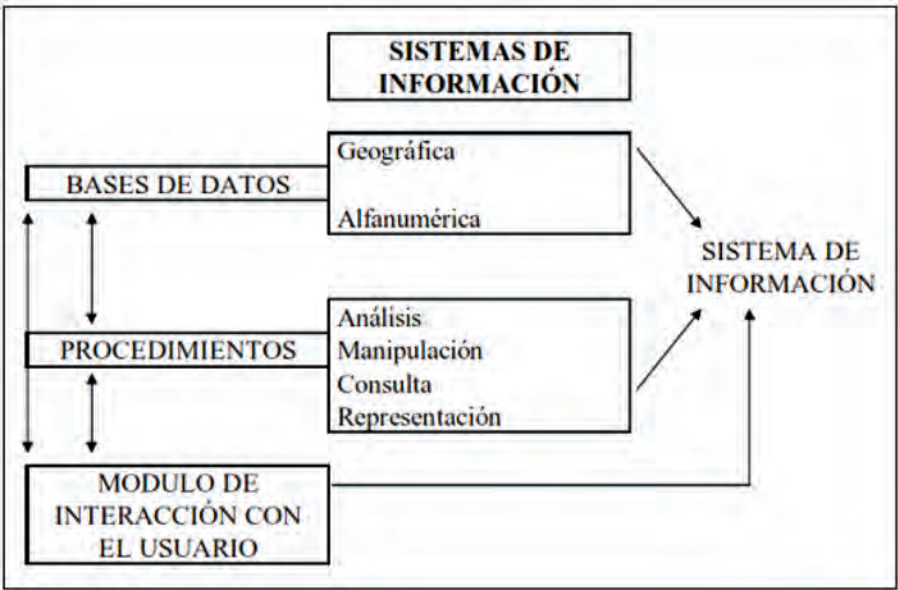 SISTEMAS DE
INFORMACIÓN
BASES DE DATOS
Geográfica
Alfanumérica
SISTEMA DE
INFORMACIÓN
PROCEDIMIENTOS
Análisis
Manipulación
Consulta
Representación
MODULO DE
INTERACCIÓN CON
EL USUARIO